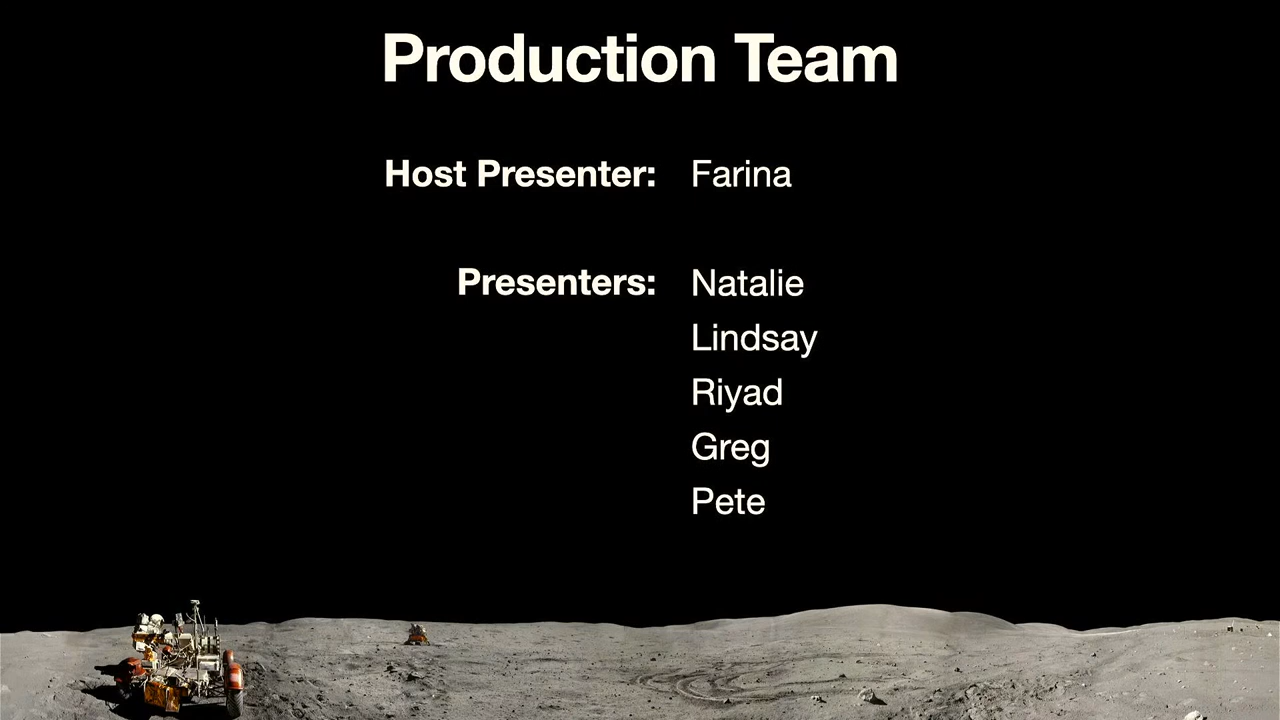 Production Team
Host Presenter: Farina
Presenters: Natalie
Lindsay
Riyad
Greg
Pete